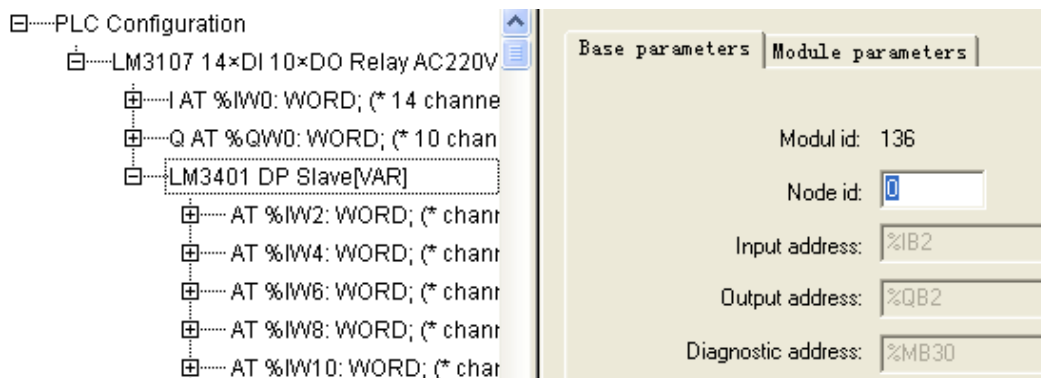 PLC Configuration
LM3107 14×DI 10×DO Relay AC220V
I AT %IW0: WORD; (* 14 channe
Q AT %QW0: WORD; (* 10 chan
LM3401 DP Slave[VAR]
AT %IW2: WORD; (* chanr
AT %IW4: WORD; (* chanr
AT %IW6: WORD; (* chanr
AT %IW8: WORD; (* chanr
AT %IW10: WORD; (* char
Base parameters Module parameters
Modul id: 136
Node id: 0
Input address: %IB2
Output address: %QB2
Diagnostic address: %MB30